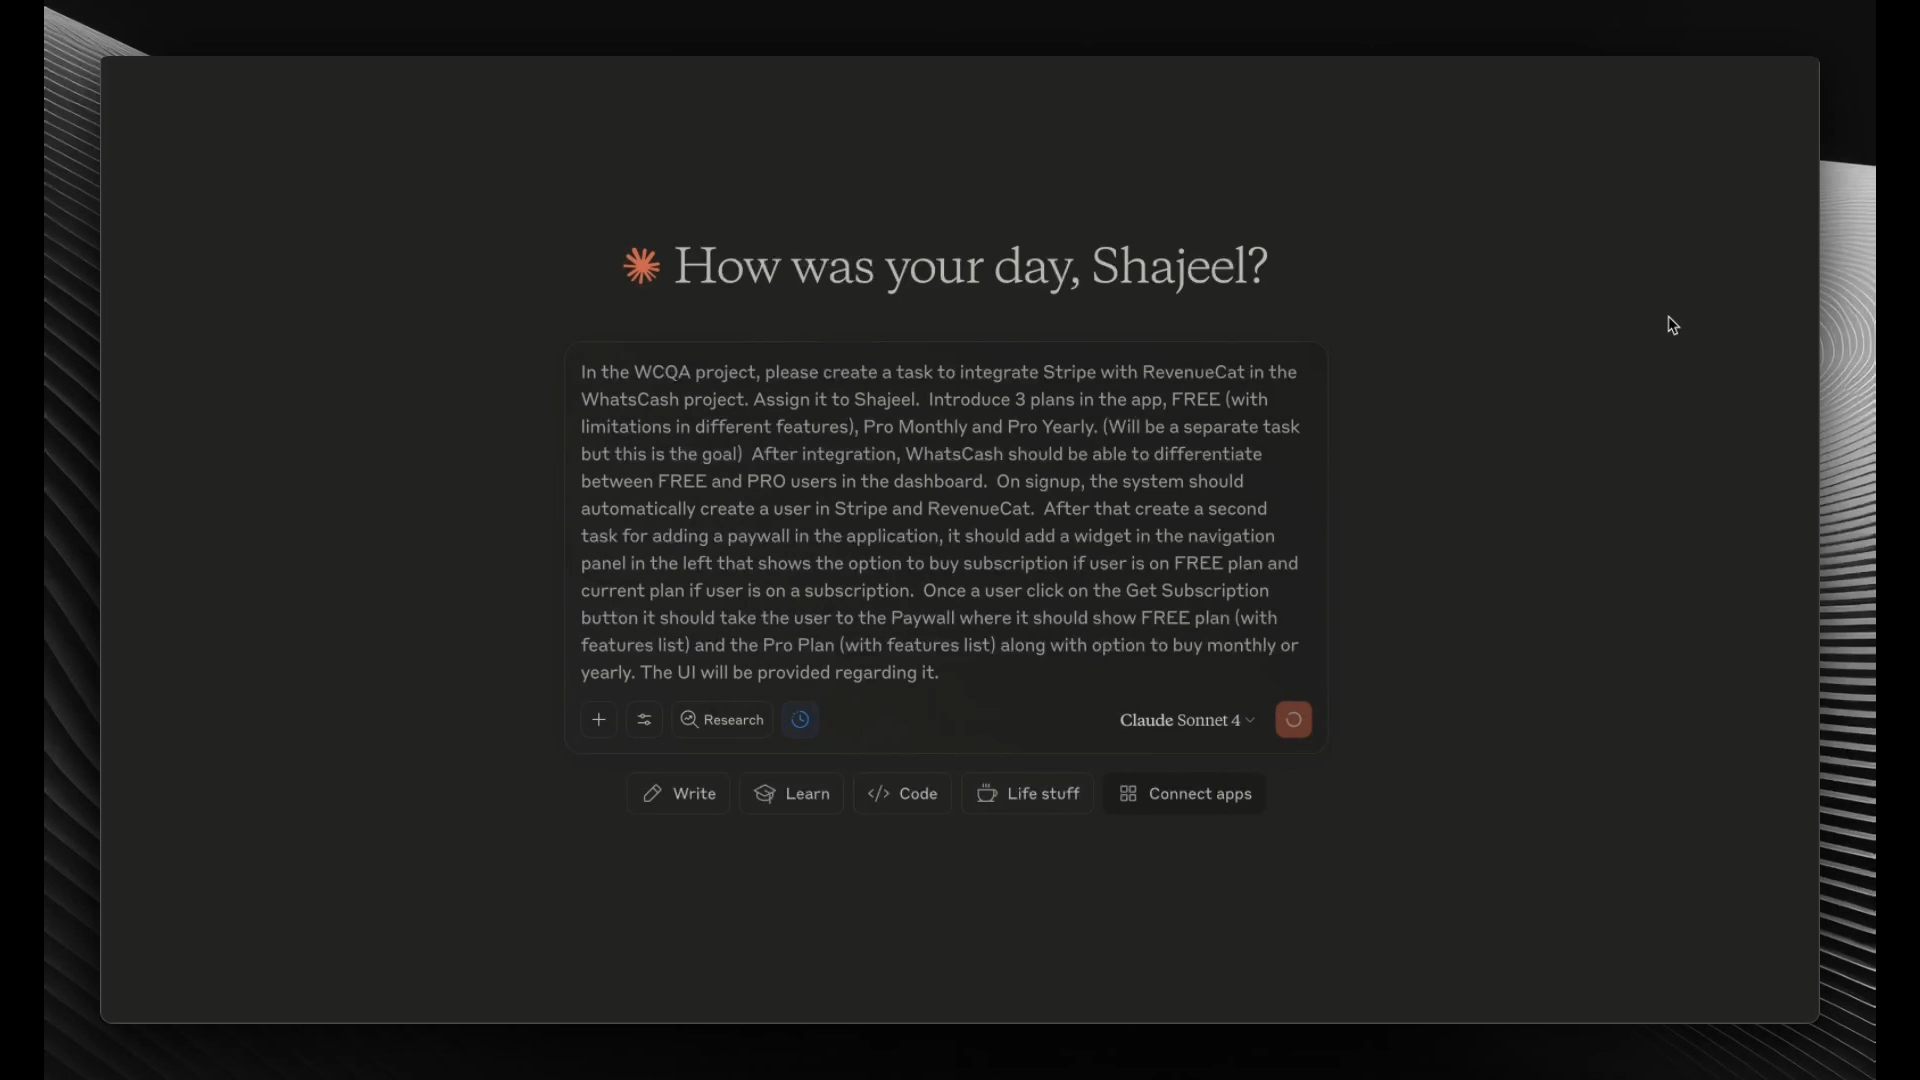 How was your day, Shajeel?
In the WCQA project, please create a task to integrate Stripe with RevenueCat in the
WhatsCash project. Assign it to Shajeel.  Introduce 3 plans in the app, FREE (with
limitations in different features), Pro Monthly and Pro Yearly. (Will be a separate task
but this is the goal)  After integration, WhatsCash should be able to differentiate
between FREE and PRO users in the dashboard.  On signup, the system should
automatically create a user in Stripe and RevenueCat.  After that create a second
task for adding a paywall in the application, it should add a widget in the navigation
panel in the left that shows the option to buy subscription if user is on FREE plan and
current plan if user is on a subscription.  Once a user click on the Get Subscription
button it should take the user to the Paywall where it should show FREE plan (with
features list) and the Pro Plan (with features list) along with option to buy monthly or
yearly. The UI will be provided regarding it.
Research
Claude Sonnet 4
Write
Learn
Code
Life stuff
Connect apps